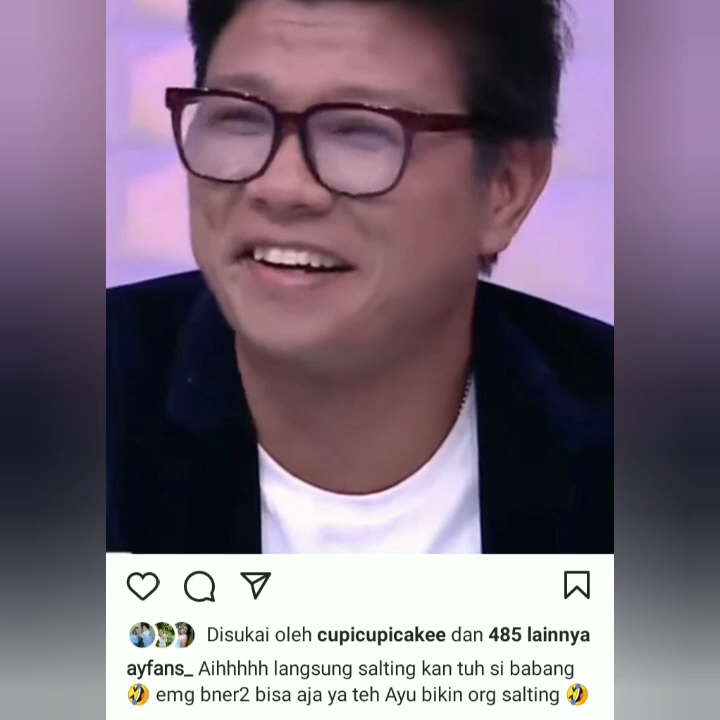 Disukai oleh cupicupicakee dan 485 lainnya
ayfans_ Aihhhhh langsung salting kan tuh si babang
🤣 emg bner2 bisa aja ya teh Ayu bikin org salting 🤣